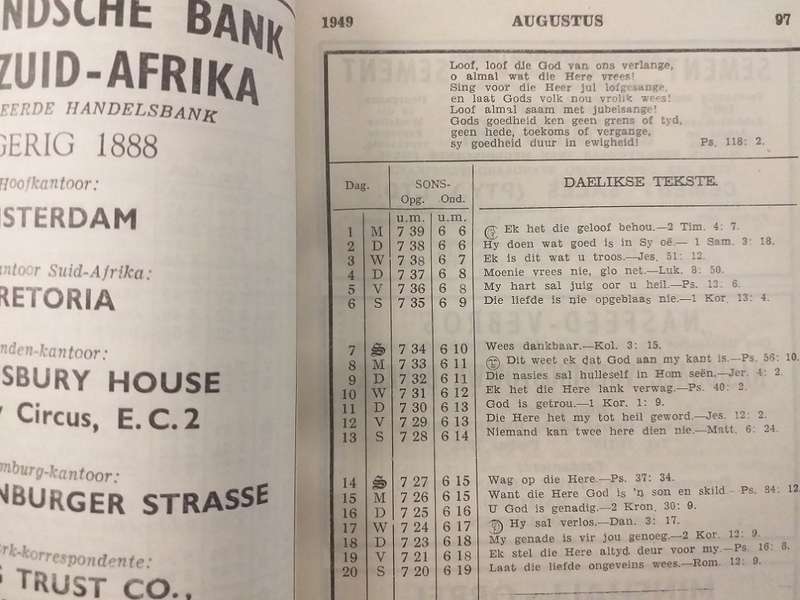 NDSCHE BANK
ZUID-AFRIKA
EERDE HANDELSBANK
GERIG 1888
Hoofkantoor:
MSTERDAM
antoor Suid-Afrika:
RETORIA
nden-kantoor:
SBURY HOUSE
y Circus, E.C.2
mburg-kantoor:
NBURGER STRASSE
rk-korrespondente:
TRUST CO.,
1949 AUGUSTUS 97
Loof, loof die God van ons verlange,
o almal wat die Here vrees!
Sing voor die Heer jul lofgesange,
en laat Gods volk nou vrolik wees!
Loof almal saam met jubelsange!
Gods goedheid ken geen grens of tyd,
geen hede, toekoms of vergange,
sy goedheid duur in ewigheid! Ps. 118: 2.
Dag. SONS- DAELIKSE TEKSTE.
Opg. Ond.
u.m. u.m.
1 M 7 39 6 6 Ek het die geloof behou.—2 Tim. 4: 7.
2 D 7 38 6 6 Hy doen wat goed is in Sy oë.— 1 Sam. 3: 18.
3 W 7 38 6 7 Ek is dit wat u troos.—Jes. 51: 12.
4 D 7 37 6 8 Moenie vrees nie, glo net.—Luk. 8: 50.
5 V 7 36 6 8 My hart sal juig oor u heil.—Ps. 13: 6.
6 S 7 35 6 9 Die liefde is nie opgeblaas nie.—1 Kor. 13: 4.
7 S 7 34 6 10 Wees dankbaar.—Kol. 3: 15.
8 M 7 33 6 11 Dit weet ek dat God aan my kant is.—Ps. 56: 10.
9 D 7 32 6 11 Die nasies sal hulleself in Hom seën.—Jer. 4: 2.
10 W 7 31 6 12 Ek het die Here lank verwag.—Ps. 40: 2.
11 D 7 30 6 13 God is getrou.—1 Kor. 1: 9.
12 V 7 29 6 13 Die Here het my tot heil geword.—Jes. 12: 2.
13 S 7 28 6 14 Niemand kan twee here dien nie.—Matt. 6: 24.
14 S 7 27 6 15 Wag op die Here.—Ps. 37: 34.
15 M 7 26 6 15 Want die Here God is 'n son en skild - Ps. 84: 12.
16 D 7 25 6 16 U God is genadig.—2 Kron. 30: 9.
17 W 7 24 6 17 Hy sal verlos.—Dan. 3: 17.
18 D 7 23 6 18 My genade is vir jou genoeg.—2 Kor. 12: 9.
19 V 7 21 6 18 Ek stel die Here altyd deur voor my.—Ps. 16: 8.
20 S 7 20 6 19 Laat die liefde ongeveins wees.—Rom. 12: 9.